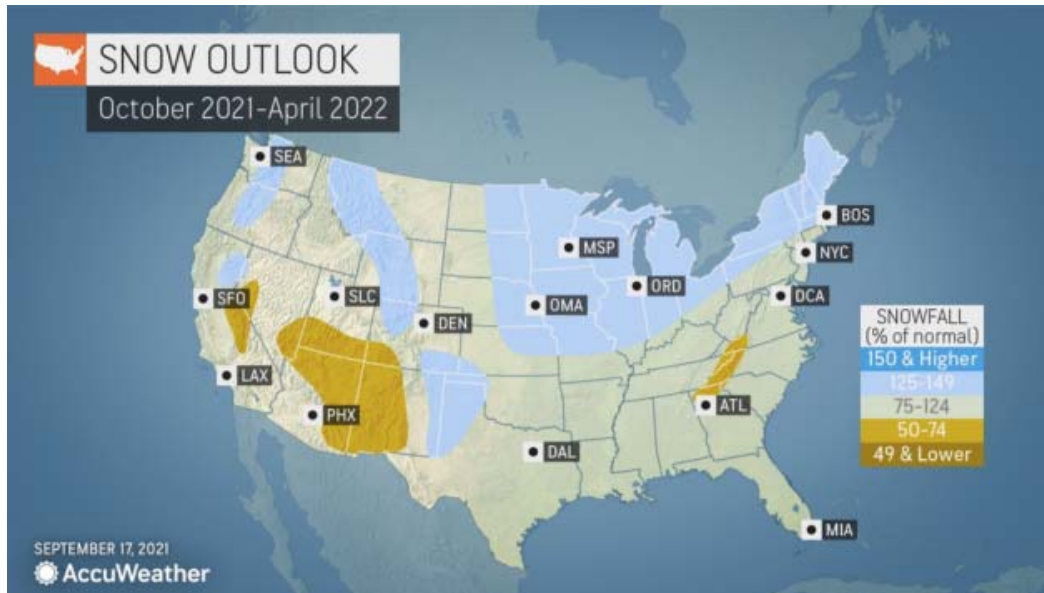 SNOW OUTLOOK
October 2021-April 2022
SEA
BOS
MSP
NYC
ORD
SFO
SLC
OMA
DCA
DEN
LAX
ATL
PHX
DAL
MIA
SNOWFALL
(% of normal)
150 & Higher
125-149
75-124
50-74
49 & Lower
SEPTEMBER 17, 2021
AccuWeather